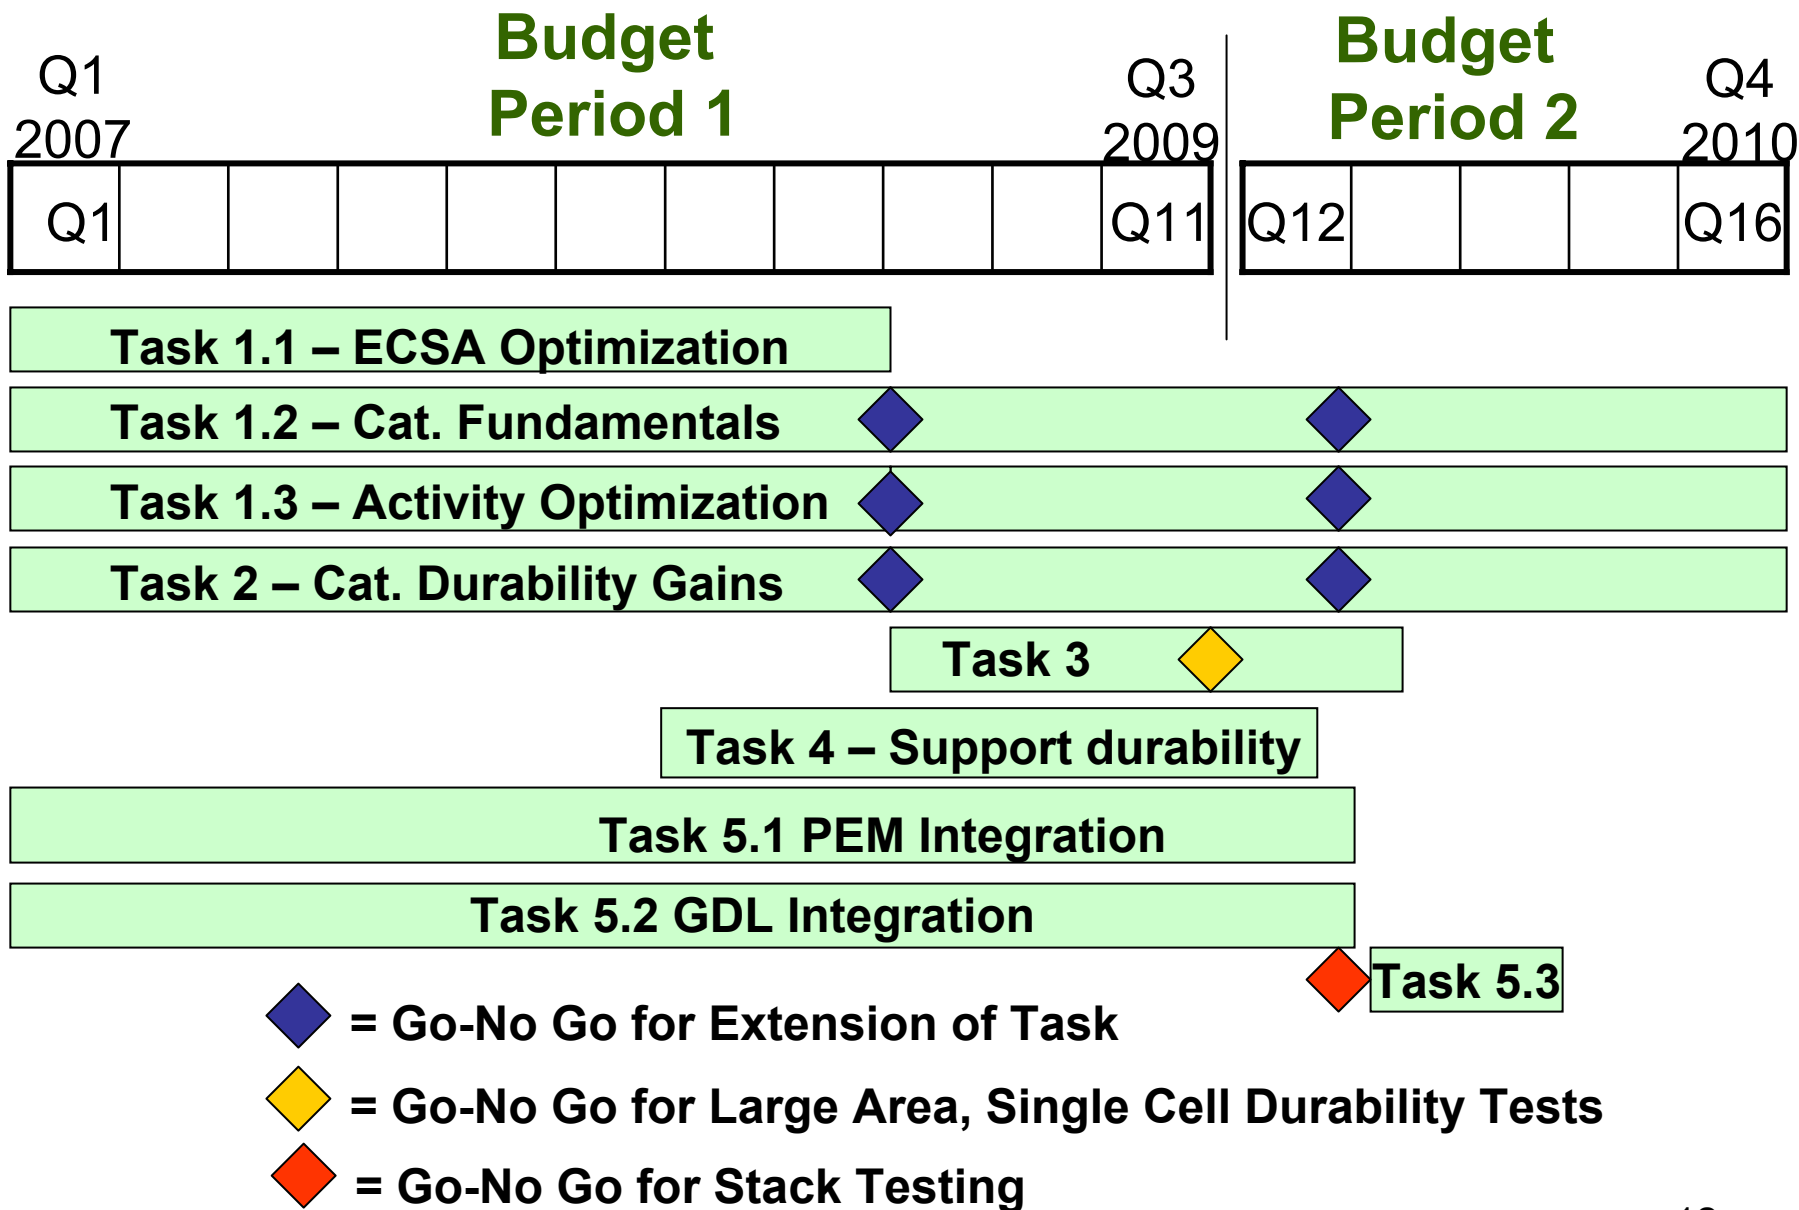 Budget
Period 1
Budget
Period 2
Q1
2007
Q3
2009
Q4
2010
Q1
Q11
Q12
Q16
Task 1.1 – ECSA Optimization
Task 1.2 – Cat. Fundamentals
Task 1.3 – Activity Optimization
Task 2 – Cat. Durability Gains
Task 3
Task 4 – Support durability
Task 5.1 PEM Integration
Task 5.2 GDL Integration
Task 5.3
= Go-No Go for Extension of Task
= Go-No Go for Large Area, Single Cell Durability Tests
= Go-No Go for Stack Testing